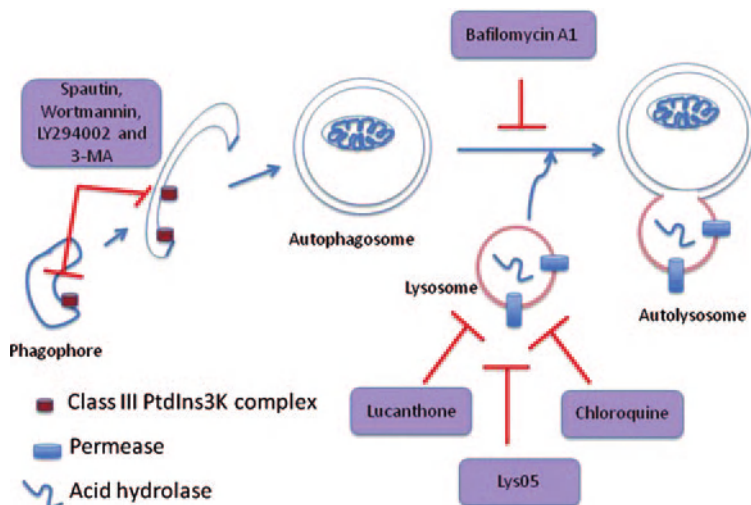 Bafilomycin A1
Spautin,
Wortmannin,
LY294002 and
3-MA
Autophagosome
Lysosome
Autolysosome
Phagophore
Class III PtdIns3K complex
Permease
Acid hydrolase
Lucanthone
Chloroquine
Lys05